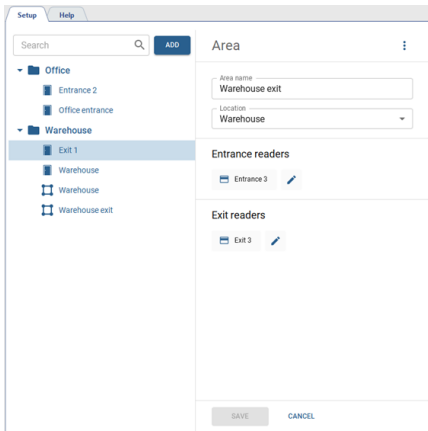 Setup
Help
Search
ADD
Area
Office
Entrance 2
Office entrance
Warehouse
Exit 1
Warehouse
Warehouse
Warehouse exit
Area name
Warehouse exit
Location
Warehouse
Entrance readers
Entrance 3
Exit readers
Exit 3
SAVE
CANCEL